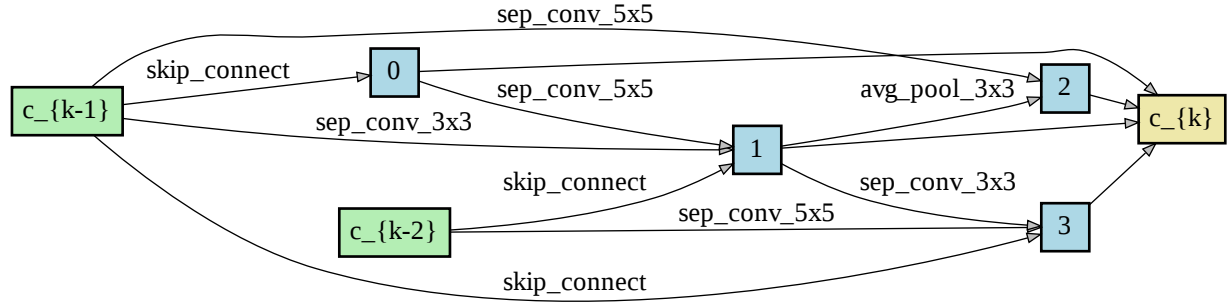 sep_conv_5x5
skip_connect
0
sep_conv_5x5
avg_pool_3x3
2
c_{k-1}
c_{k}
sep_conv_3x3
1
skip_connect
sep_conv_3x3
c_{k-2}
sep_conv_5x5
3
skip_connect